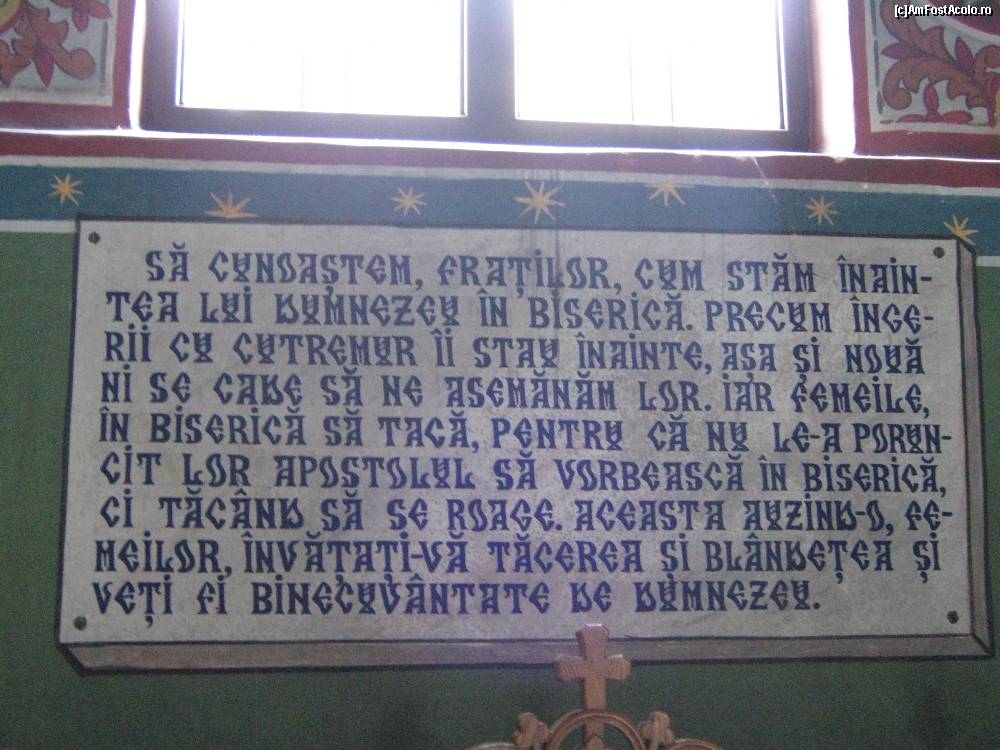 [c]AmFostAcolo.ro
SĂ CUNOAȘTEM, FRAȚILOR, CUM STĂM ÎNAIN-
TEA LUI DUMNEZEU ÎN BISERICĂ. PRECUM ÎNGE-
RII CU CUTREMUR ÎI STAU ÎNAINTE, AȘA ȘI NOUĂ
NI SE CADE SĂ NE ASEMĂNĂM LOR. IAR FEMEILE,
ÎN BISERICĂ SĂ TACĂ, PENTRU CĂ NU LE-A PORUN-
CIT LOR APOSTOLUL SĂ VORBEASCĂ ÎN BISERICĂ,
CI TĂCÂND SĂ SE ROAGE. ACEASTA AUZIND-O, FE-
MEILOR, ÎNVĂȚAȚI-VĂ TĂCEREA ȘI BLÂNDEȚEA ȘI
VEȚI FI BINECUVÂNTATE DE DUMNEZEU.